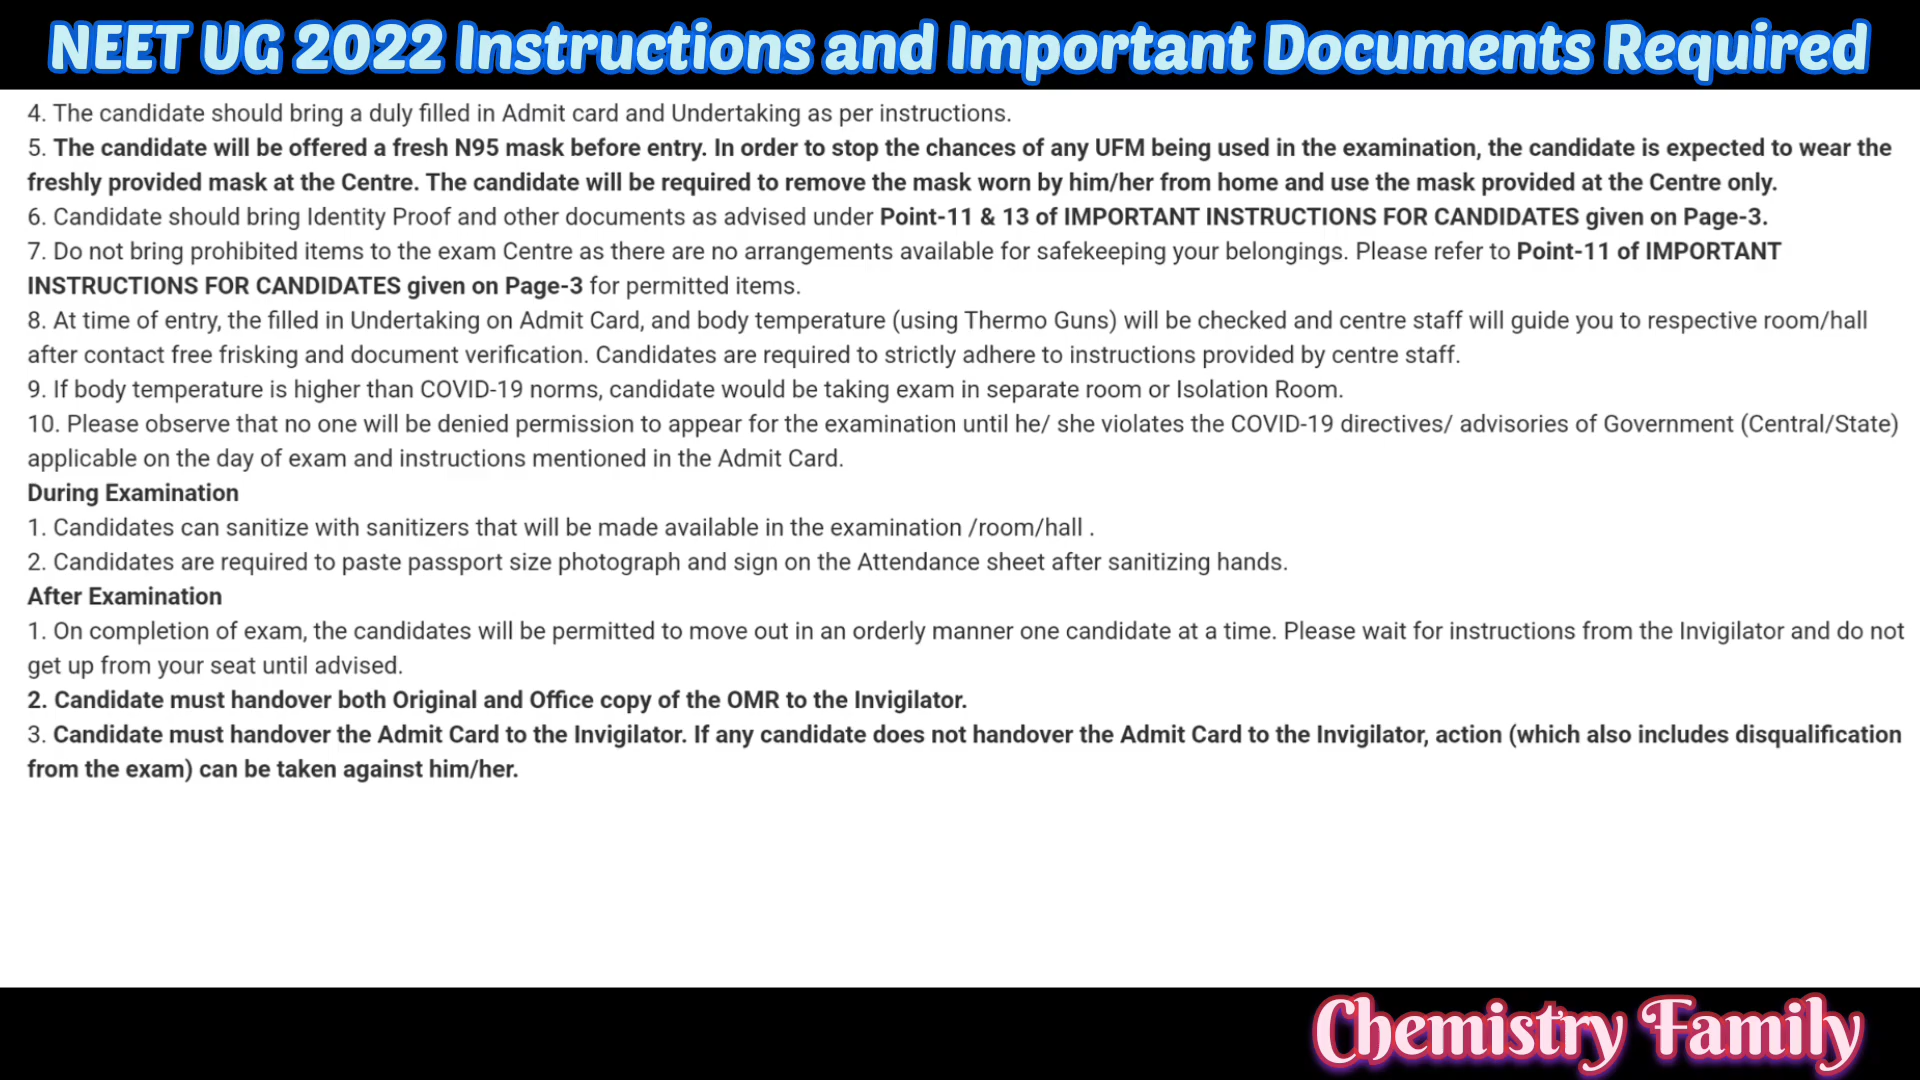 NEET UG 2022 Instructions and Important Documents Required
4. The candidate should bring a duly filled in Admit card and Undertaking as per instructions.
5. The candidate will be offered a fresh N95 mask before entry. In order to stop the chances of any UFM being used in the examination, the candidate is expected to wear the
freshly provided mask at the Centre. The candidate will be required to remove the mask worn by him/her from home and use the mask provided at the Centre only.
6. Candidate should bring Identity Proof and other documents as advised under Point-11 & 13 of IMPORTANT INSTRUCTIONS FOR CANDIDATES given on Page-3.
7. Do not bring prohibited items to the exam Centre as there are no arrangements available for safekeeping your belongings. Please refer to Point-11 of IMPORTANT
INSTRUCTIONS FOR CANDIDATES given on Page-3 for permitted items.
8. At time of entry, the filled in Undertaking on Admit Card, and body temperature (using Thermo Guns) will be checked and centre staff will guide you to respective room/hall
after contact free frisking and document verification. Candidates are required to strictly adhere to instructions provided by centre staff.
9. If body temperature is higher than COVID-19 norms, candidate would be taking exam in separate room or Isolation Room.
10. Please observe that no one will be denied permission to appear for the examination until he/ she violates the COVID-19 directives/ advisories of Government (Central/State)
applicable on the day of exam and instructions mentioned in the Admit Card.
During Examination
1. Candidates can sanitize with sanitizers that will be made available in the examination /room/hall .
2. Candidates are required to paste passport size photograph and sign on the Attendance sheet after sanitizing hands.
After Examination
1. On completion of exam, the candidates will be permitted to move out in an orderly manner one candidate at a time. Please wait for instructions from the Invigilator and do not
get up from your seat until advised.
2. Candidate must handover both Original and Office copy of the OMR to the Invigilator.
3. Candidate must handover the Admit Card to the Invigilator. If any candidate does not handover the Admit Card to the Invigilator, action (which also includes disqualification
from the exam) can be taken against him/her.
Chemistry Family